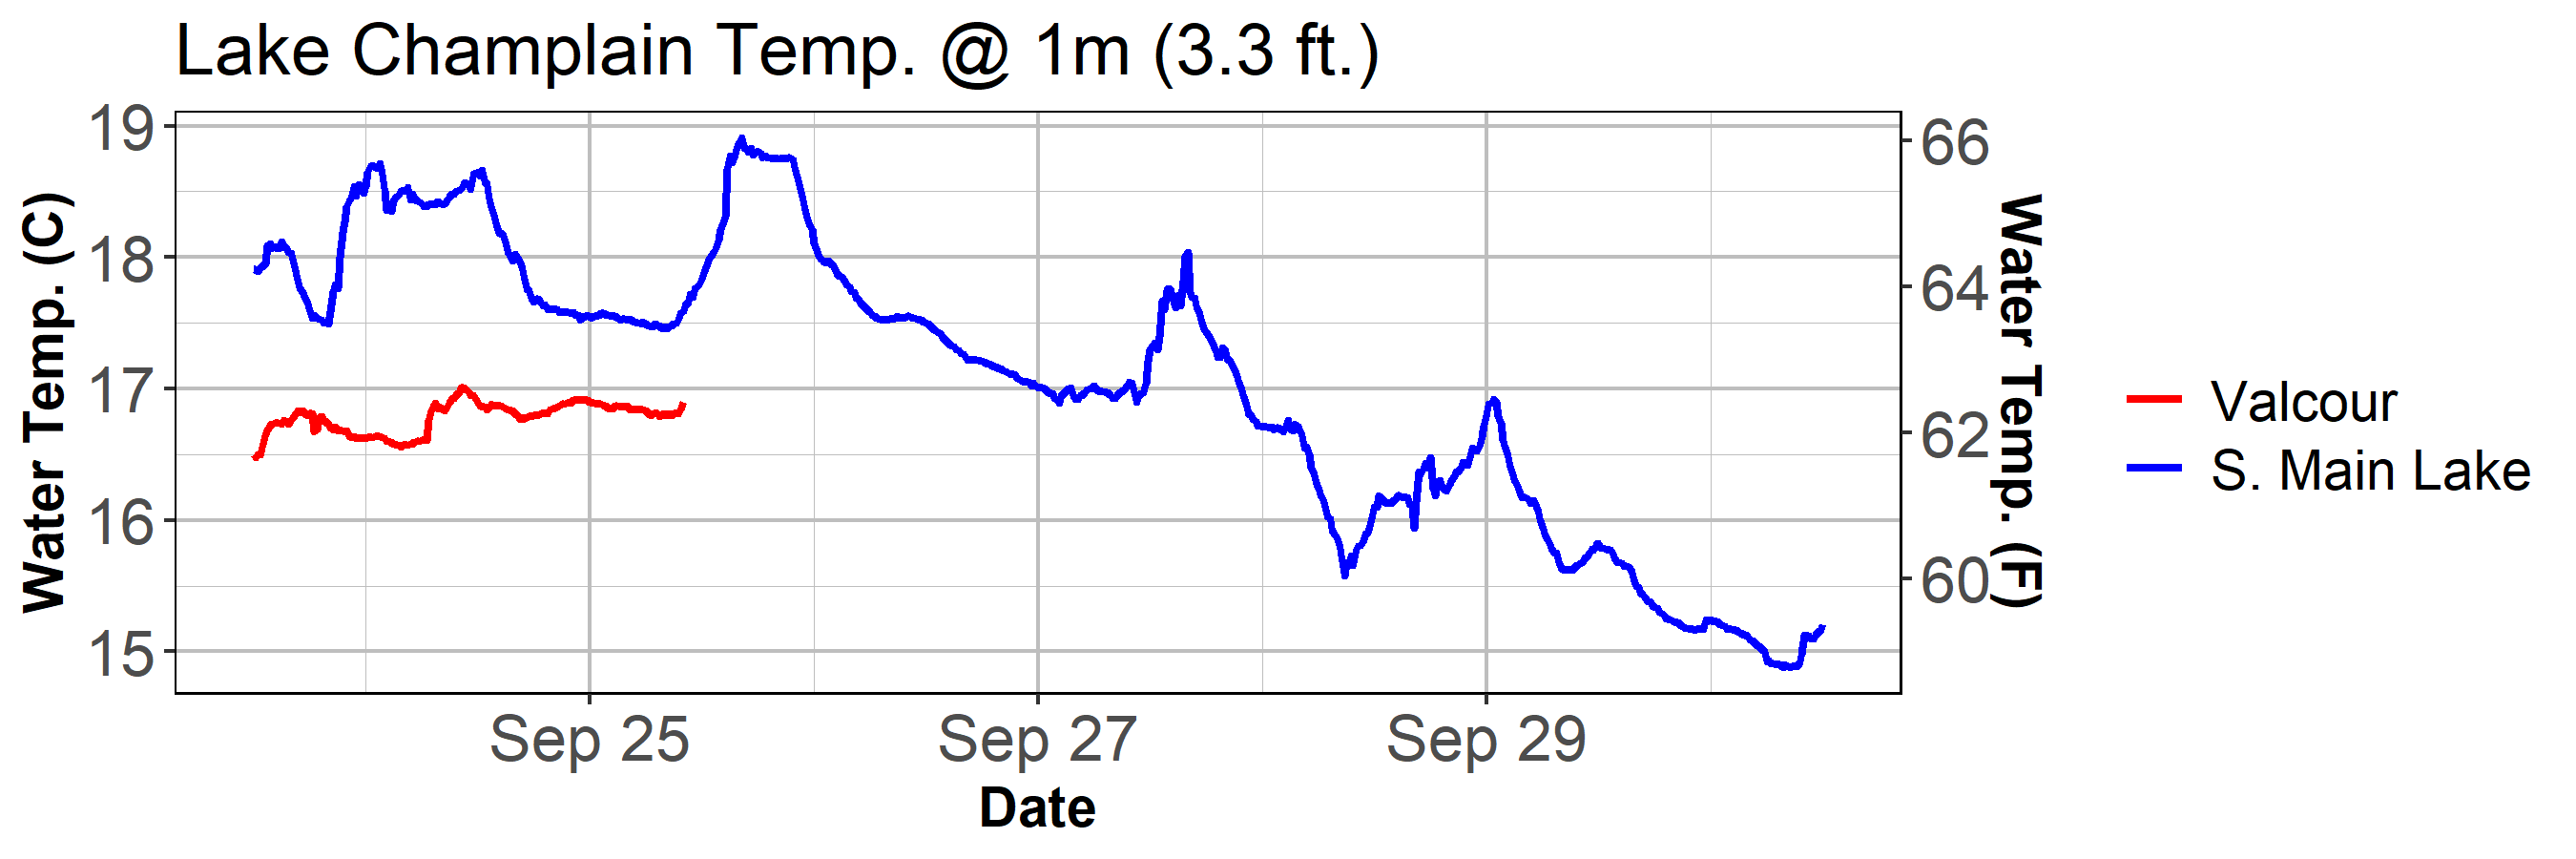 Lake Champlain Temp. @ 1m (3.3 ft.)
Water Temp. (C)
19
18
17
16
15
66
64
62
60
Water Temp. (F)
Sep 25
Sep 27
Sep 29
Date
Valcour
S. Main Lake